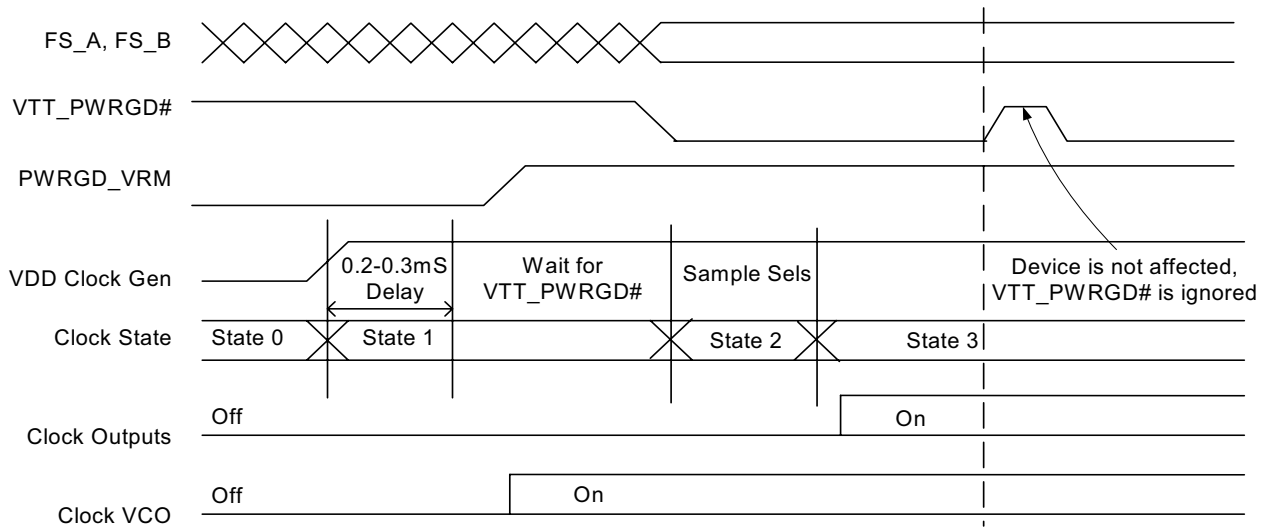 FS_A, FS_B
VTT_PWRGD#
PWRGD_VRM
VDD Clock Gen
0.2-0.3mS
Delay
Wait for
VTT_PWRGD#
Sample Sels
Device is not affected,
VTT_PWRGD# is ignored
Clock State
State 0
State 1
State 2
State 3
Clock Outputs
Off
On
Clock VCO
Off
On